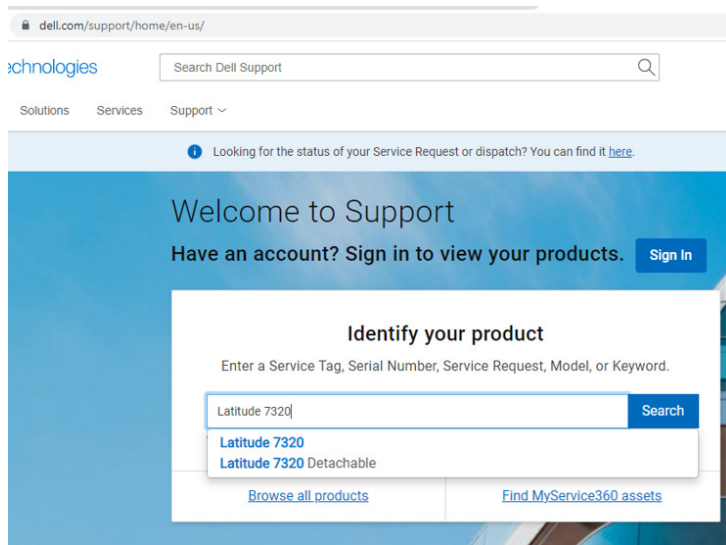 dell.com/support/home/en-us/
echnologies
Search Dell Support
Solutions Services Support
Looking for the status of your Service Request or dispatch? You can find it here.
Welcome to Support
Have an account? Sign in to view your products. Sign In
Identify your product
Enter a Service Tag, Serial Number, Service Request, Model, or Keyword.
Latitude 7320 Search
Latitude 7320
Latitude 7320 Detachable
Browse all products Find MyService360 assets